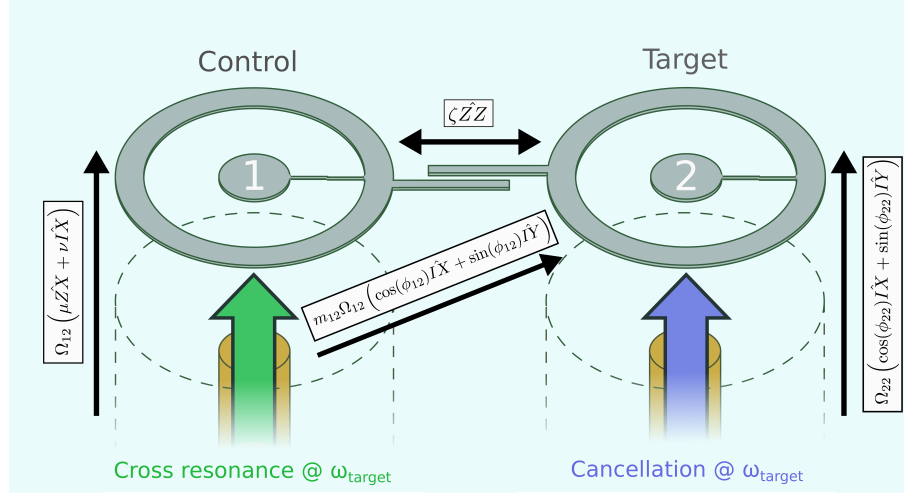 Control
Target
ζẐẐ
1
2
Ω₁₂ (μẐX̂ + νÎX̂)
m₁₂Ω₁₂ (cos(ϕ₁₂)ÎX̂ + sin(ϕ₁₂)ÎŶ)
Ω₂₂ (cos(ϕ₂₂)ÎX̂ + sin(ϕ₂₂)ÎŶ)
Cross resonance @ ω_target
Cancellation @ ω_target